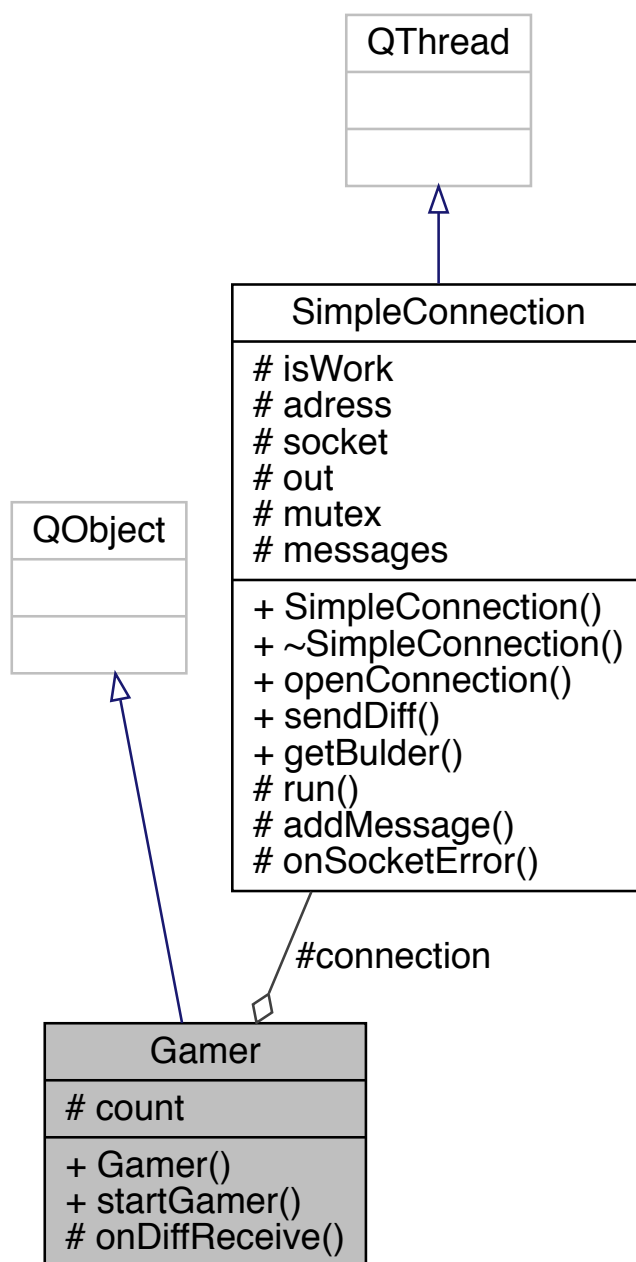 QThread
SimpleConnection
# isWork
# adress
# socket
# out
# mutex
# messages
+ SimpleConnection()
+ ~SimpleConnection()
+ openConnection()
+ sendDiff()
+ getBulder()
# run()
# addMessage()
# onSocketError()
QObject
#connection
Gamer
# count
+ Gamer()
+ startGamer()
# onDiffReceive()